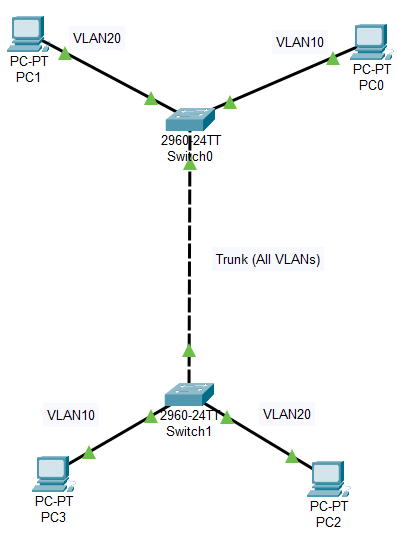 VLAN20
VLAN10
PC-PT
PC1
PC-PT
PC0
2960-24TT
Switch0
Trunk (All VLANs)
2960-24TT
Switch1
VLAN10
VLAN20
PC-PT
PC3
PC-PT
PC2